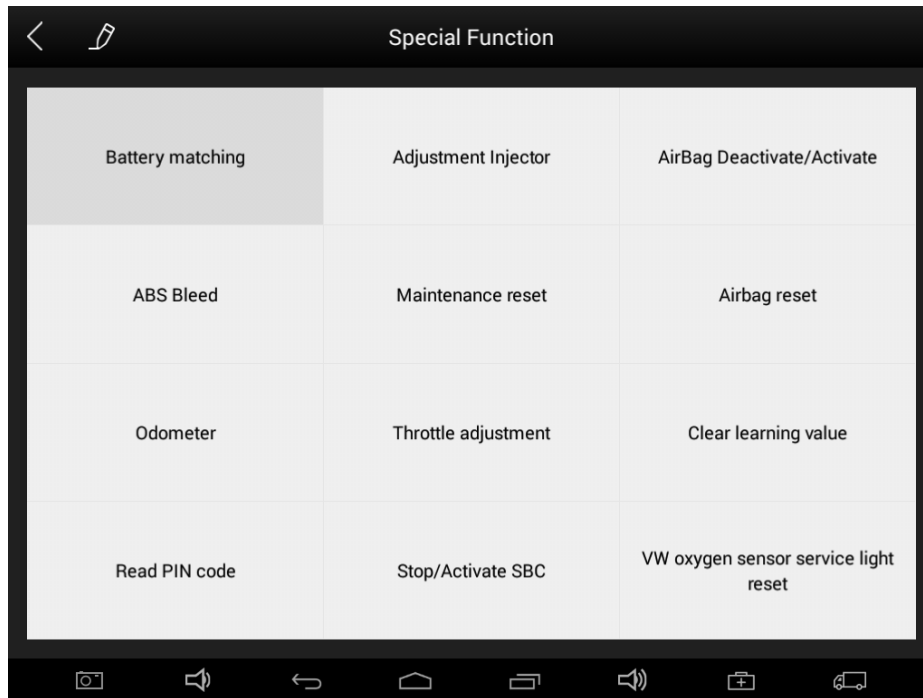 Special Function
Battery matching
Adjustment Injector
AirBag Deactivate/Activate
ABS Bleed
Maintenance reset
Airbag reset
Odometer
Throttle adjustment
Clear learning value
Read PIN code
Stop/Activate SBC
VW oxygen sensor service light
reset